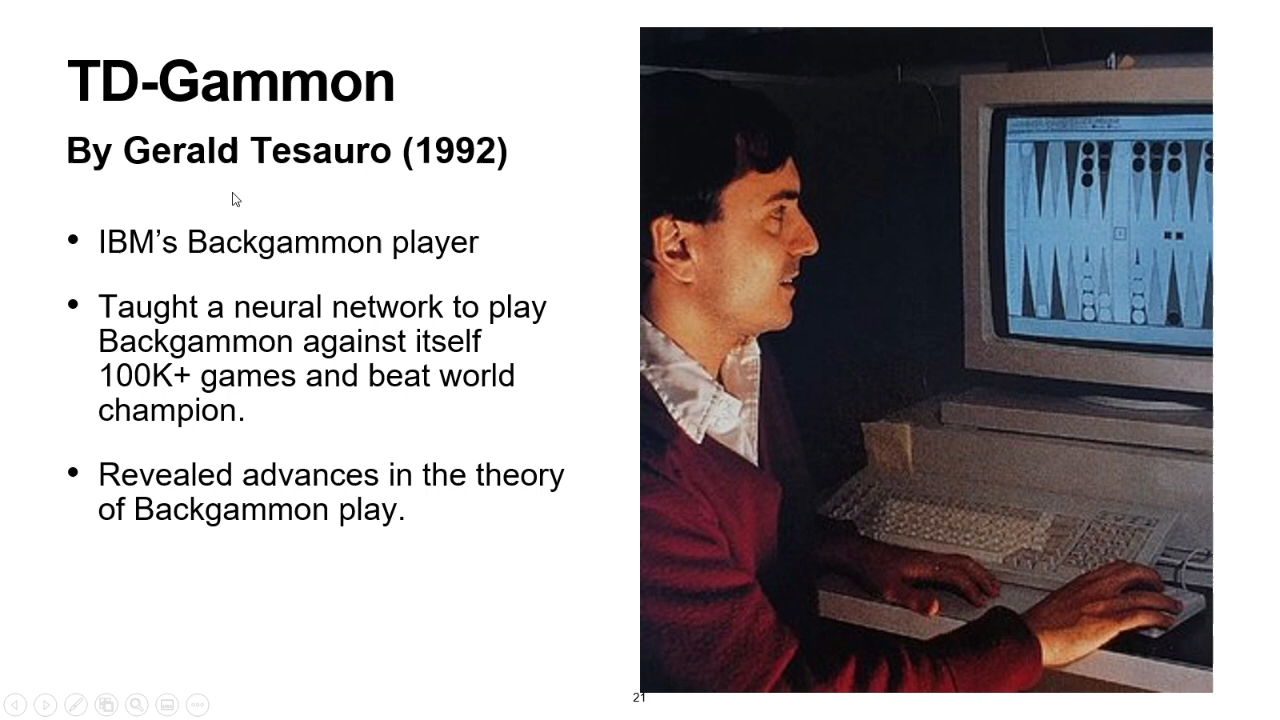 TD-Gammon
By Gerald Tesauro (1992)
• IBM’s Backgammon player
• Taught a neural network to play
Backgammon against itself
100K+ games and beat world
champion.
• Revealed advances in the theory
of Backgammon play.
21